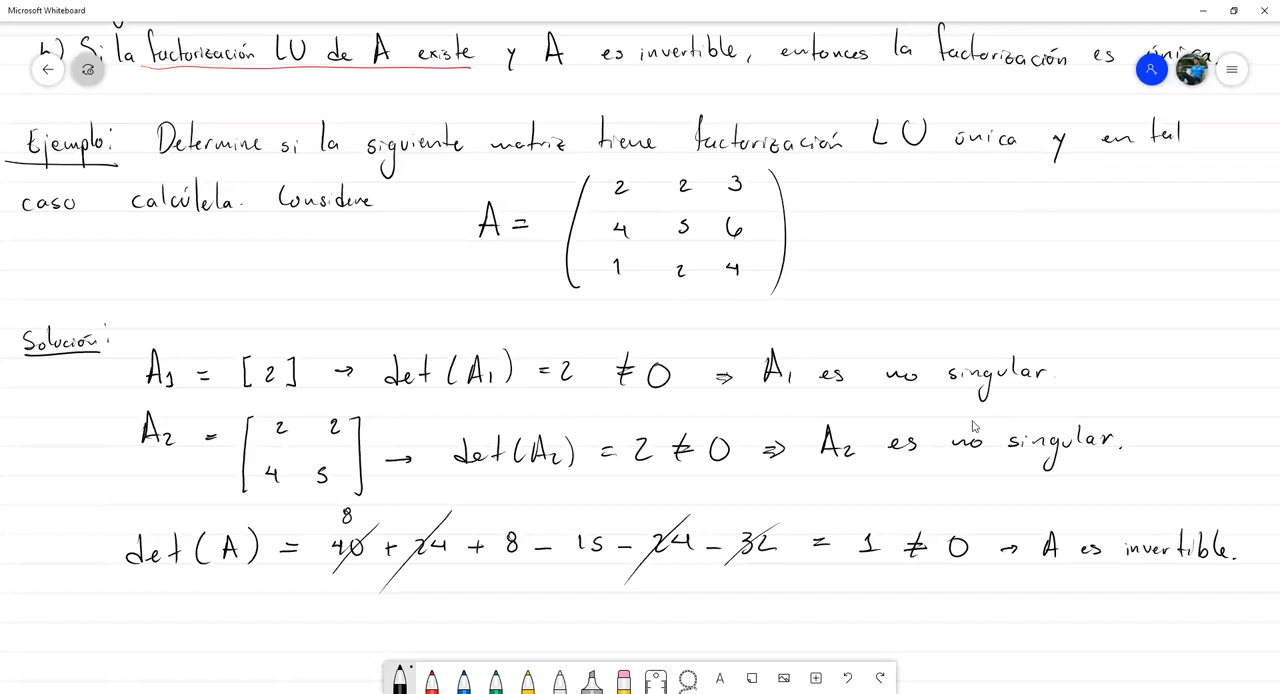 Microsoft Whiteboard
b) Si la factorización LU de A existe y A es invertible, entonces la factorización es única.
Ejemplo: Determine si la siguiente matriz tiene factorización LU única y en tal
caso calcúlela. Considere
2 2 3
A = 4 5 6
1 2 4
Solución:
A₁ = [2] → det(A₁) = 2 ≠ 0 ⇒ A₁ es no singular.
A₂ = [2 2
4 5] → det(A₂) = 2 ≠ 0 ⇒ A₂ es no singular.
8
det(A) = 40 + 24 + 8 - 15 - 24 - 32 = 1 ≠ 0 → A es invertible.